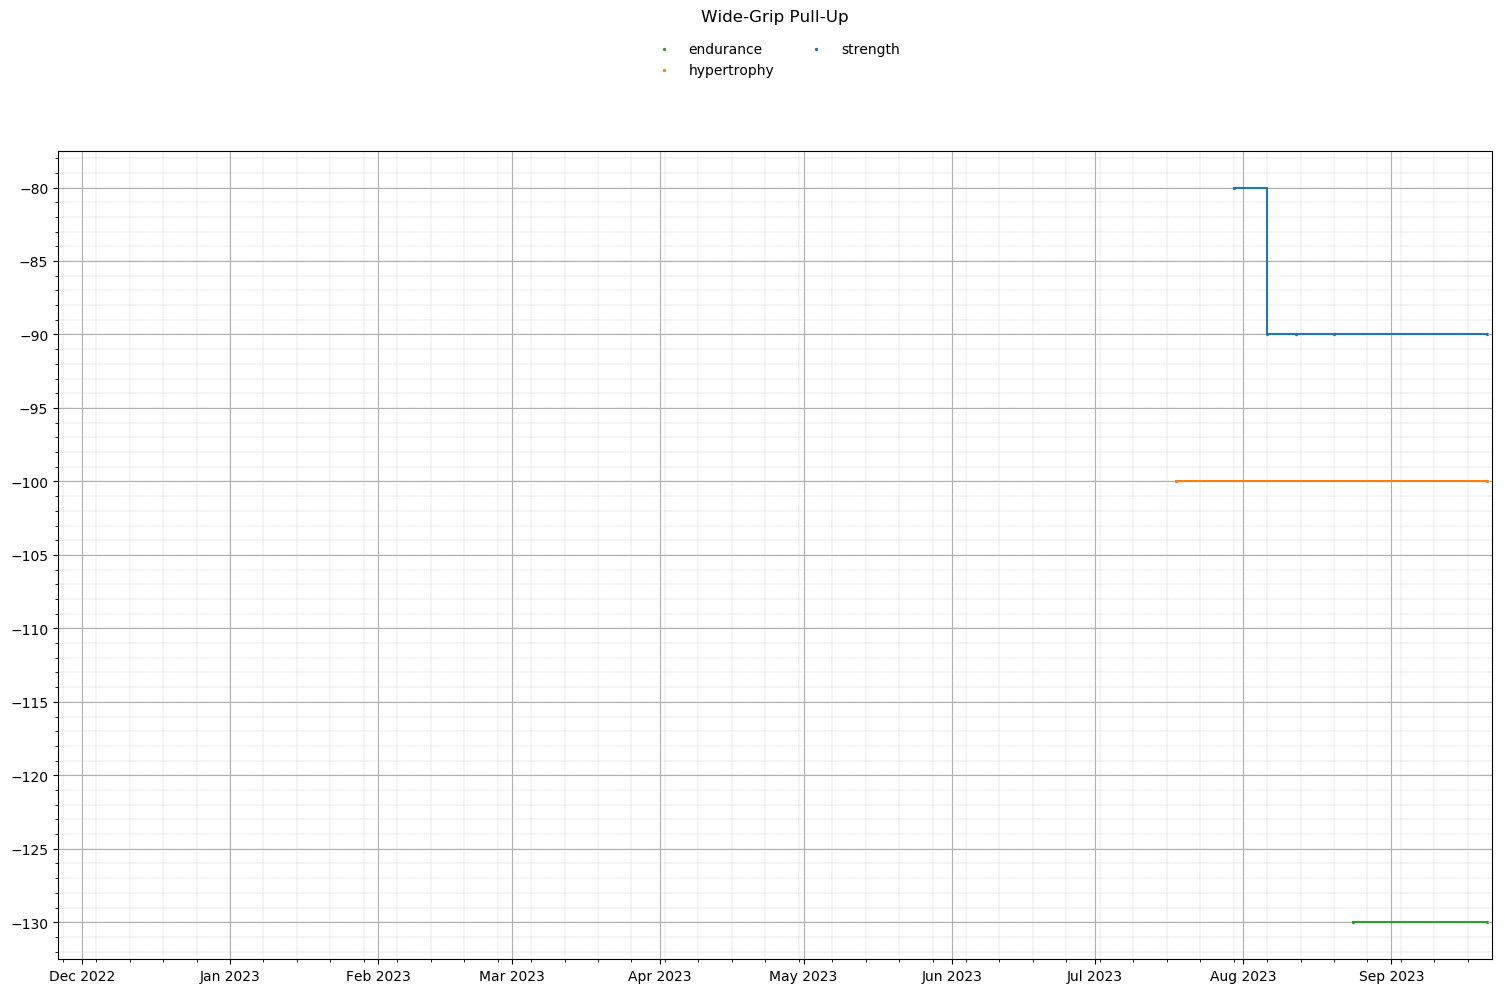 Wide-Grip Pull-Up
endurance strength
hypertrophy
−80
−85
−90
−95
−100
−105
−110
−115
−120
−125
−130
Dec 2022 Jan 2023 Feb 2023 Mar 2023 Apr 2023 May 2023 Jun 2023 Jul 2023 Aug 2023 Sep 2023